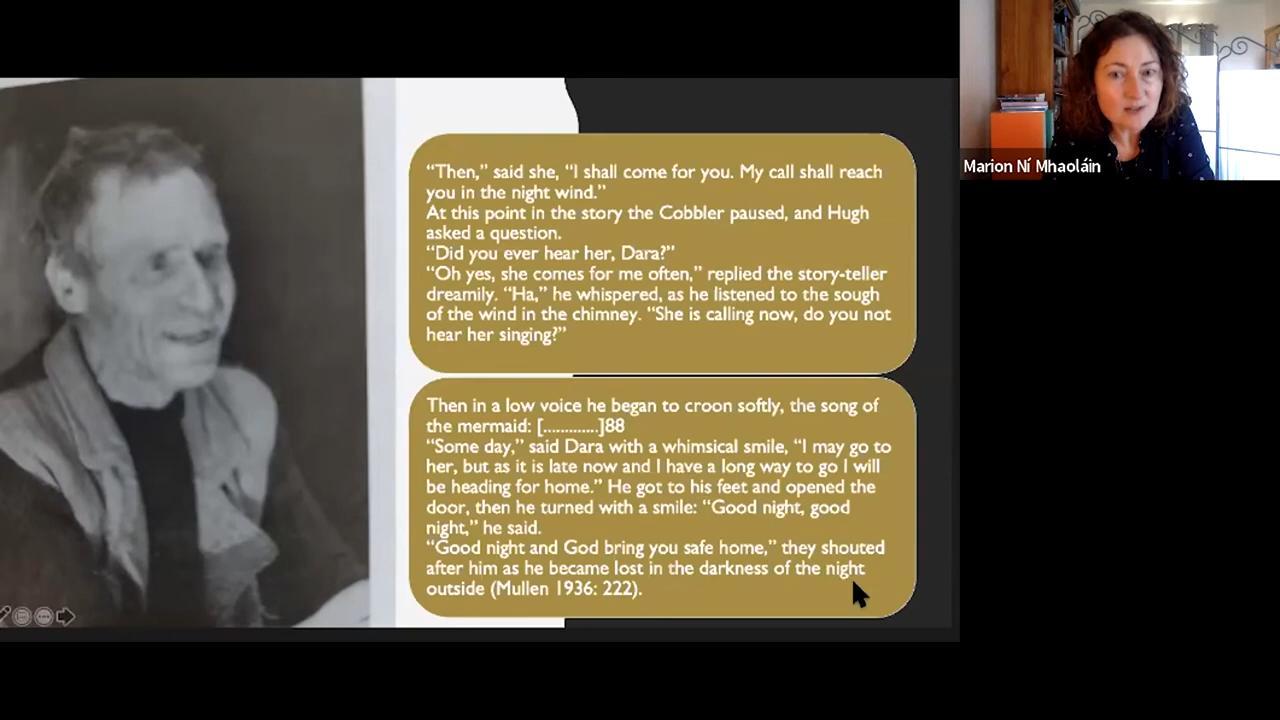 Marion Ní Mhaoláin
“Then,” said she, “I shall come for you. My call shall reach
you in the night wind.”
At this point in the story the Cobbler paused, and Hugh
asked a question.
“Did you ever hear her, Dara?”
“Oh yes, she comes for me often,” replied the story-teller
dreamily. “Ha,” he whispered, as he listened to the sough
of the wind in the chimney. “She is calling now, do you not
hear her singing?”
Then in a low voice he began to croon softly, the song of
the mermaid: [.............]88
“Some day,” said Dara with a whimsical smile, “I may go to
her, but as it is late now and I have a long way to go I will
be heading for home.” He got to his feet and opened the
door, then he turned with a smile: “Good night, good
night,” he said.
“Good night and God bring you safe home,” they shouted
after him as he became lost in the darkness of the night
outside (Mullen 1936: 222).